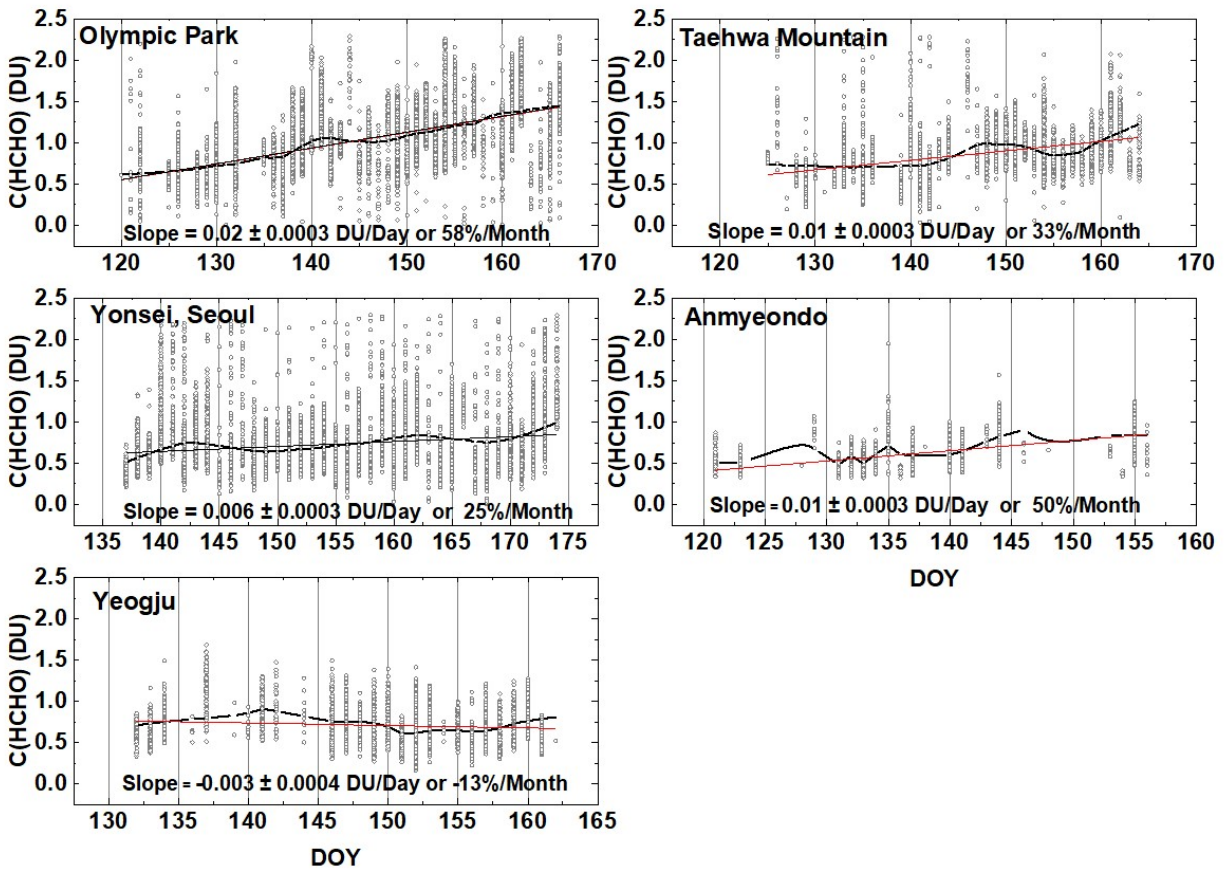 Olympic Park
C(HCHO) (DU)
2.5
2.0
1.5
1.0
0.5
0.0
Slope = 0.02 ± 0.0003 DU/Day or 58%/Month
120 130 140 150 160 170
Taehwa Mountain
C(HCHO) (DU)
2.5
2.0
1.5
1.0
0.5
0.0
Slope = 0.01 ± 0.0003 DU/Day or 33%/Month
120 130 140 150 160 170
Yonsei, Seoul
C(HCHO) (DU)
2.5
2.0
1.5
1.0
0.5
0.0
Slope = 0.006 ± 0.0003 DU/Day or 25%/Month
135 140 145 150 155 160 165 170 175
Anmyeondo
C(HCHO) (DU)
2.5
2.0
1.5
1.0
0.5
0.0
Slope = 0.01 ± 0.0003 DU/Day or 50%/Month
120 125 130 135 140 145 150 155 160
DOY
Yeogju
C(HCHO) (DU)
2.5
2.0
1.5
1.0
0.5
0.0
Slope = -0.003 ± 0.0004 DU/Day or -13%/Month
130 135 140 145 150 155 160 165
DOY